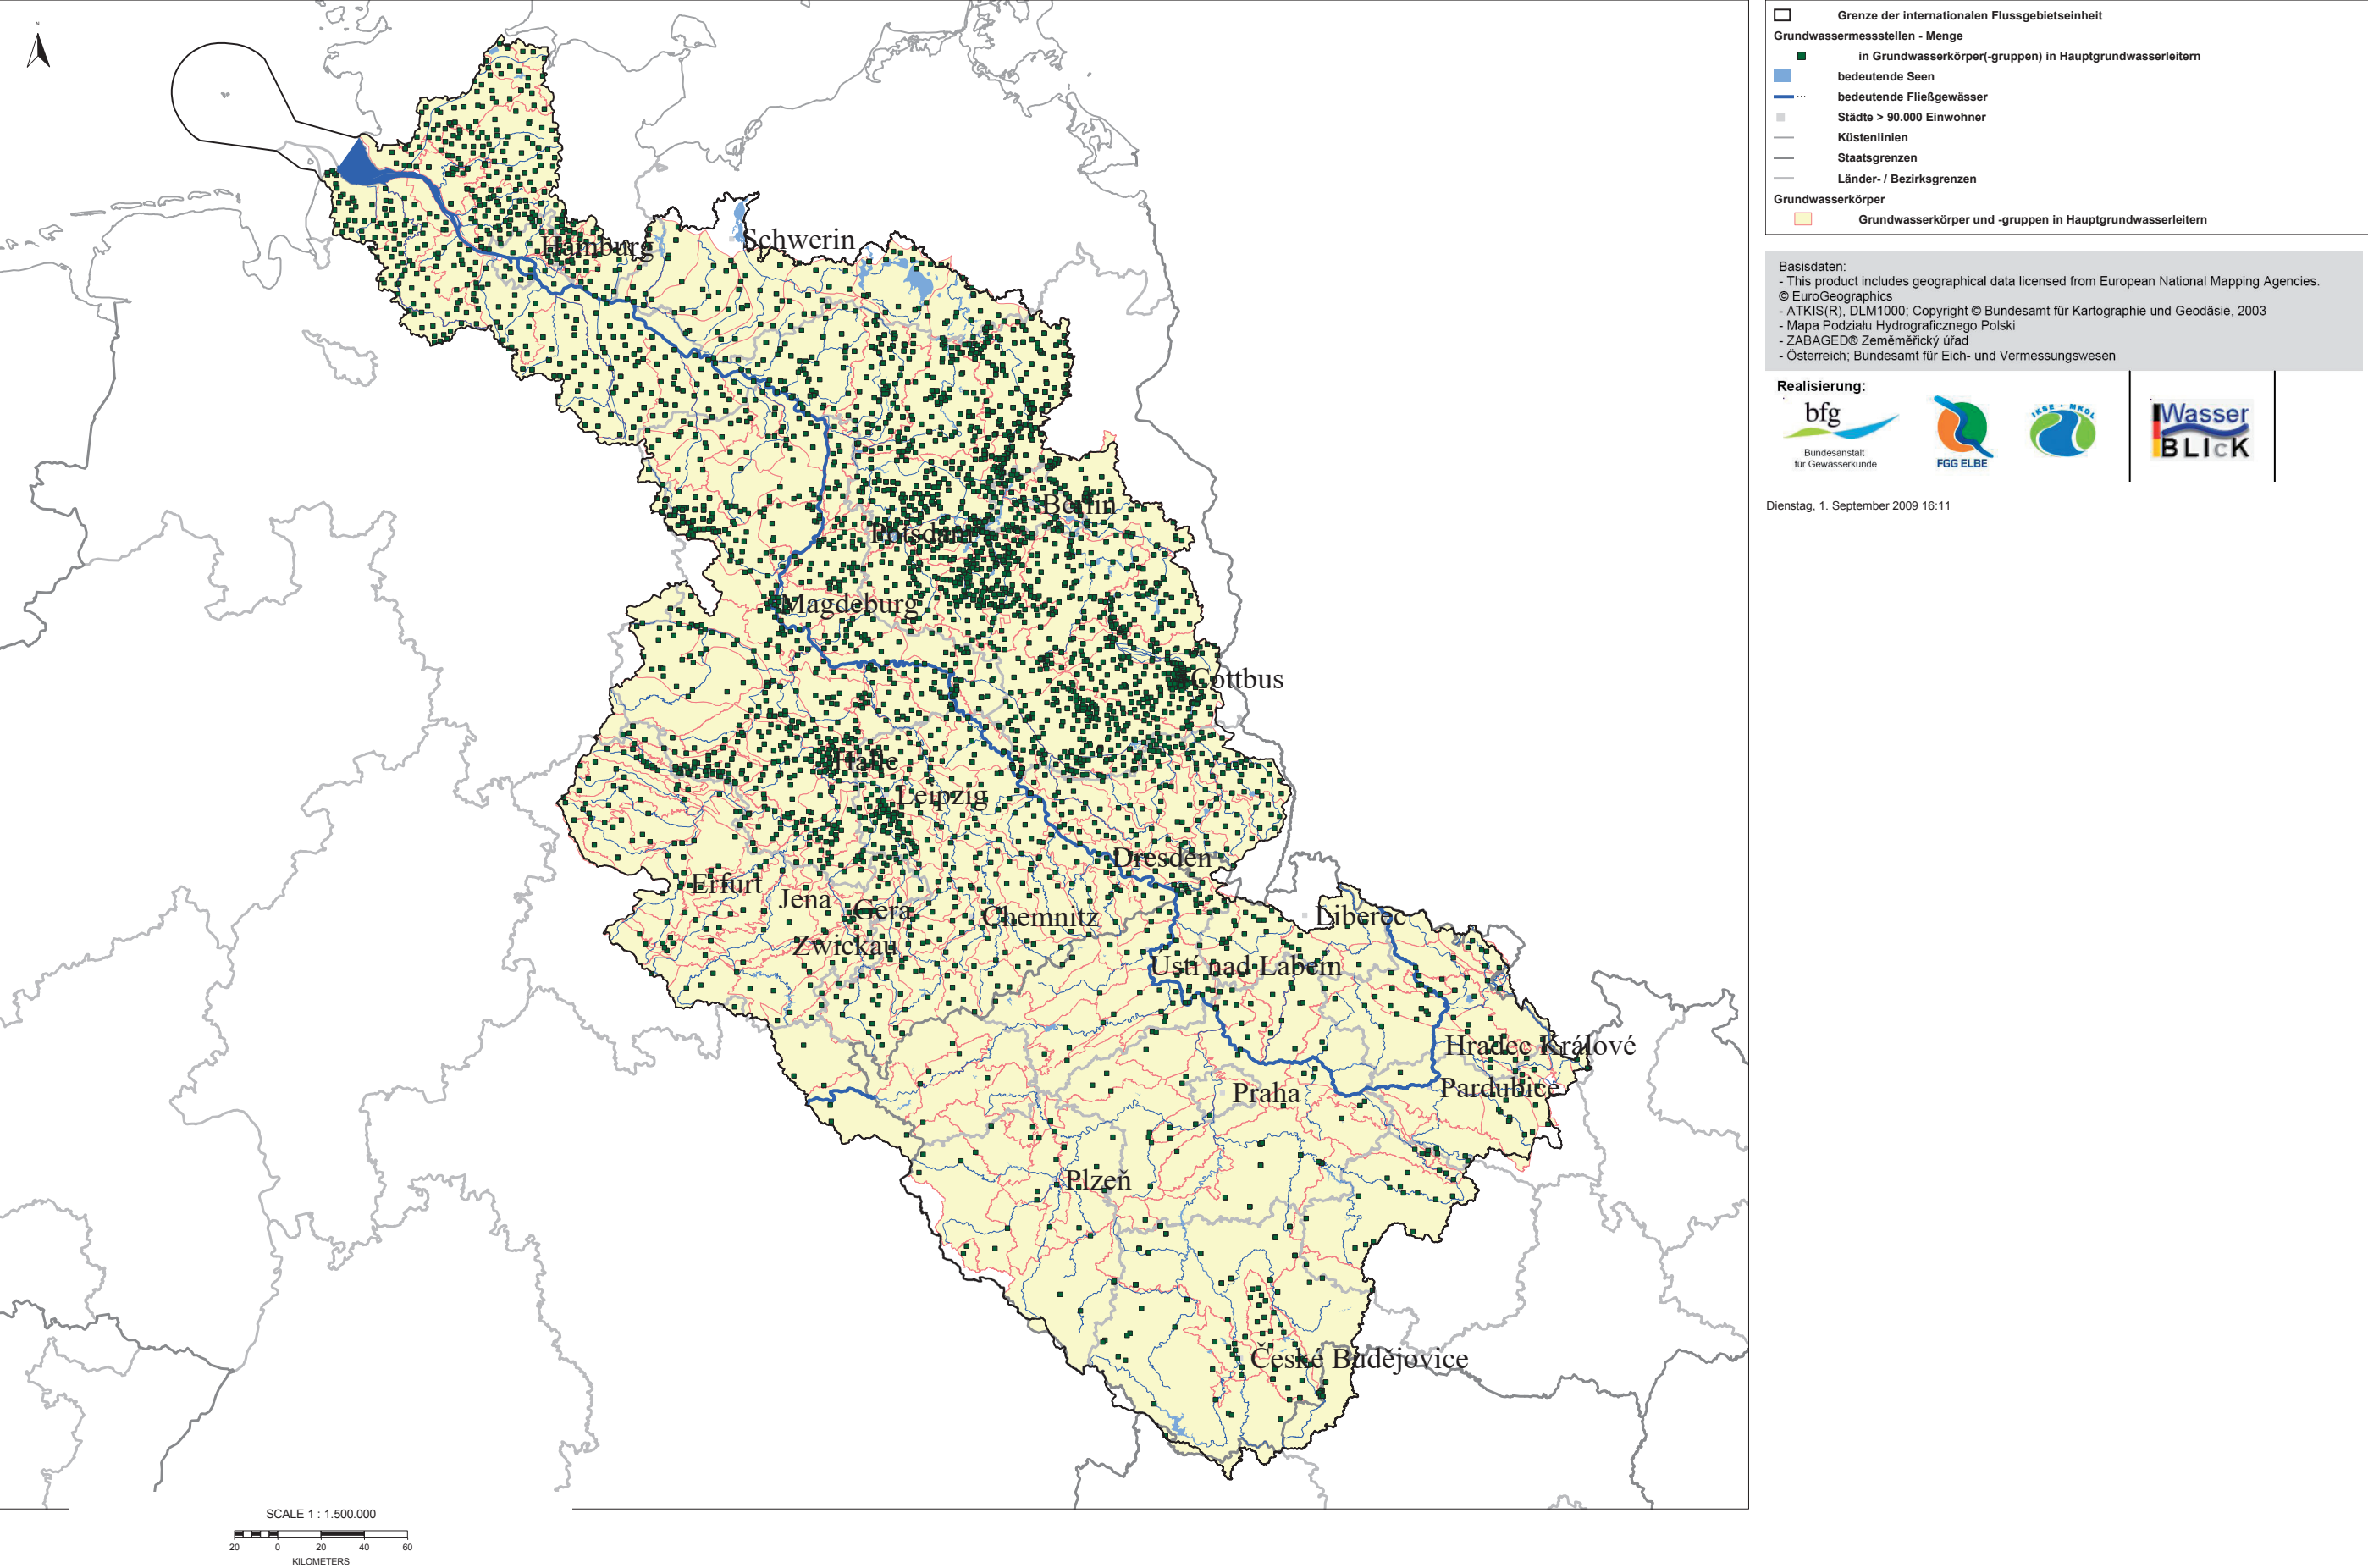 N
Hamburg
Schwerin
Berlin
Potsdam
Magdeburg
Cottbus
Halle
Leipzig
Dresden
Erfurt
Jena
Gera
Chemnitz
Zwickau
Liberec
Ústí nad Labem
Hradec Králové
Pardubice
Praha
Plzeň
České Budějovice
SCALE 1 : 1.500.000
20 0 20 40 60
KILOMETERS
Grenze der internationalen Flussgebietseinheit
Grundwassermessstellen - Menge
in Grundwasserkörper(-gruppen) in Hauptgrundwasserleitern
bedeutende Seen
bedeutende Fließgewässer
Städte > 90.000 Einwohner
Küstenlinien
Staatsgrenzen
Länder- / Bezirksgrenzen
Grundwasserkörper
Grundwasserkörper und -gruppen in Hauptgrundwasserleitern
Basisdaten:
- This product includes geographical data licensed from European National Mapping Agencies.
© EuroGeographics
- ATKIS(R), DLM1000; Copyright © Bundesamt für Kartographie und Geodäsie, 2003
- Mapa Podziału Hydrograficznego Polski
- ZABAGED® Zeměměřický úřad
- Österreich; Bundesamt für Eich- und Vermessungswesen
Realisierung:
bfg
Bundesanstalt
für Gewässerkunde
FGG ELBE
IKSE - MKOL
Wasser
BLIcK
Dienstag, 1. September 2009 16:11